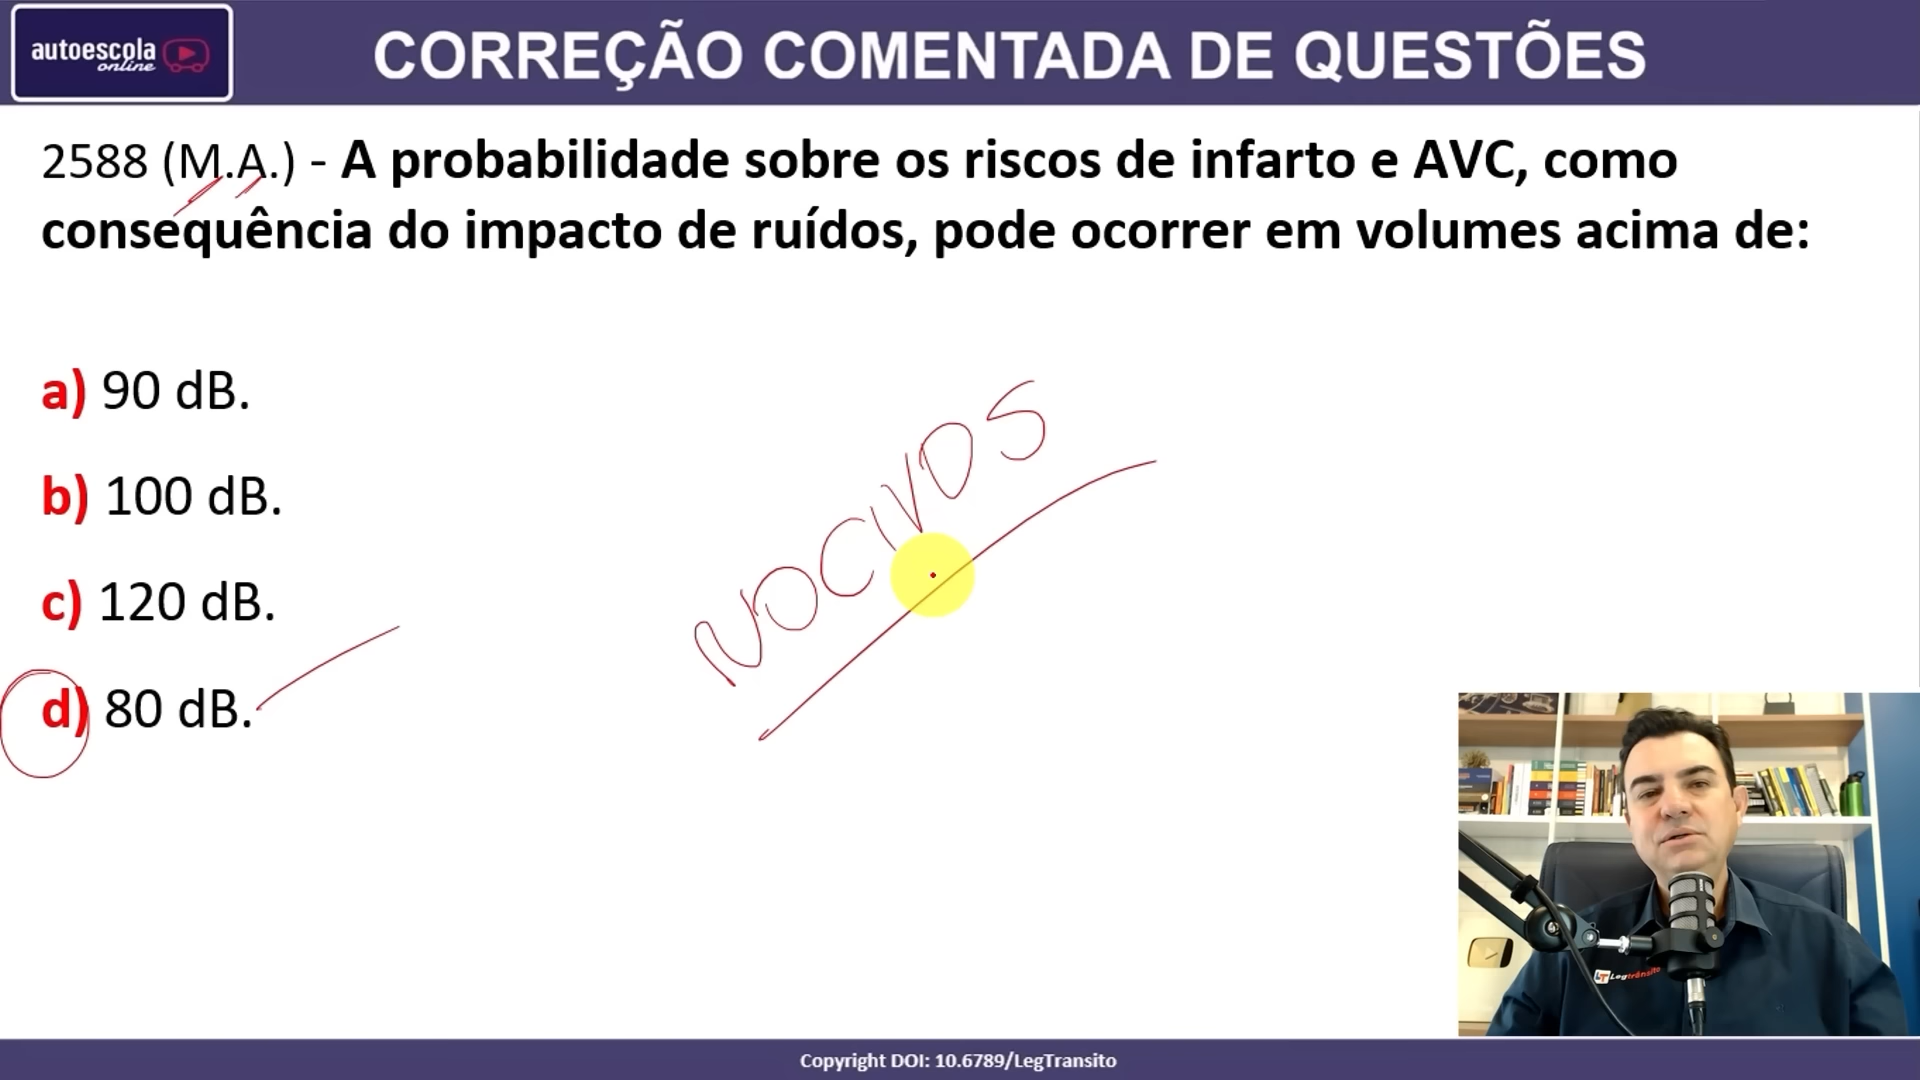 autoescola
online
CORREÇÃO COMENTADA DE QUESTÕES
2588 (M.A.) - A probabilidade sobre os riscos de infarto e AVC, como
consequência do impacto de ruídos, pode ocorrer em volumes acima de:
a) 90 dB.
b) 100 dB.
c) 120 dB.
d) 80 dB.
NOCIVOS
LT Legtrânsito
Copyright DOI: 10.6789/LegTransito